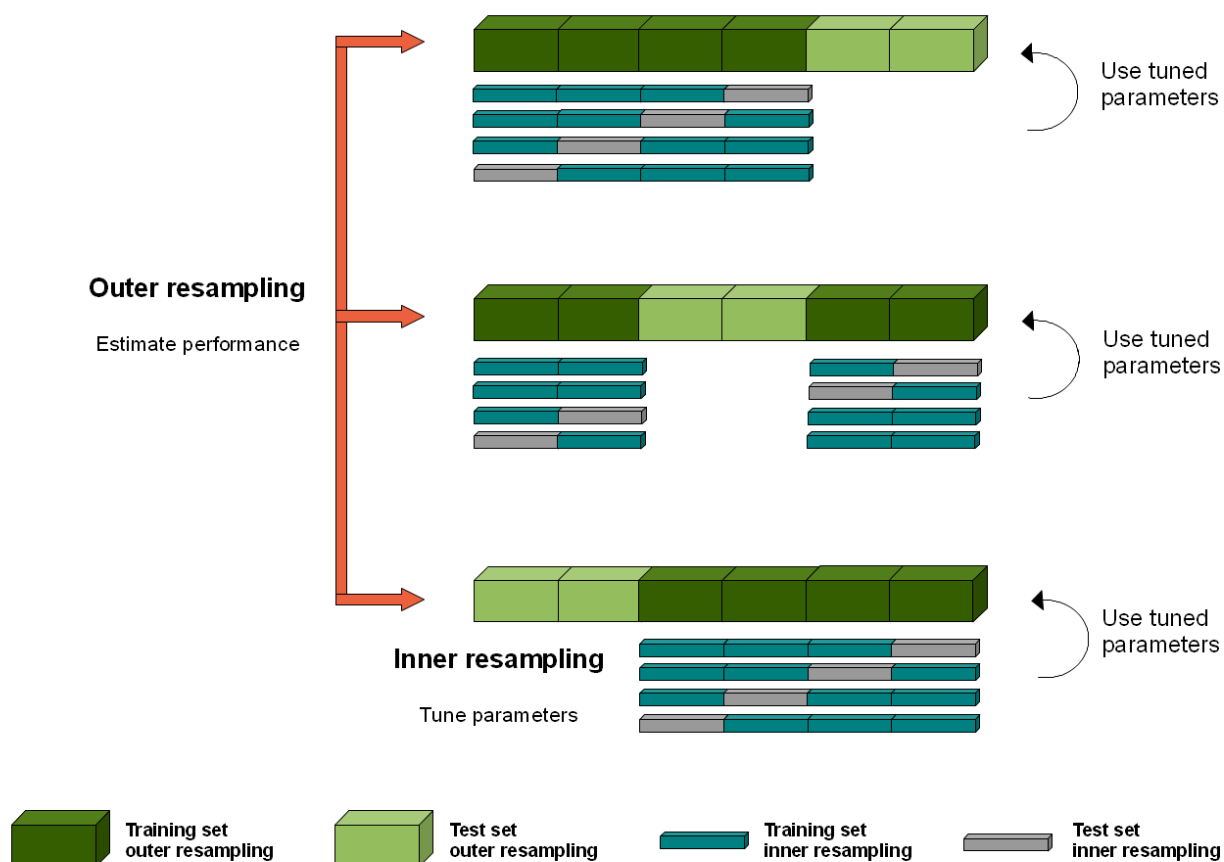 Use tuned
parameters
Outer resampling
Estimate performance
Use tuned
parameters
Inner resampling
Tune parameters
Use tuned
parameters
Training set
outer resampling
Test set
outer resampling
Training set
inner resampling
Test set
inner resampling